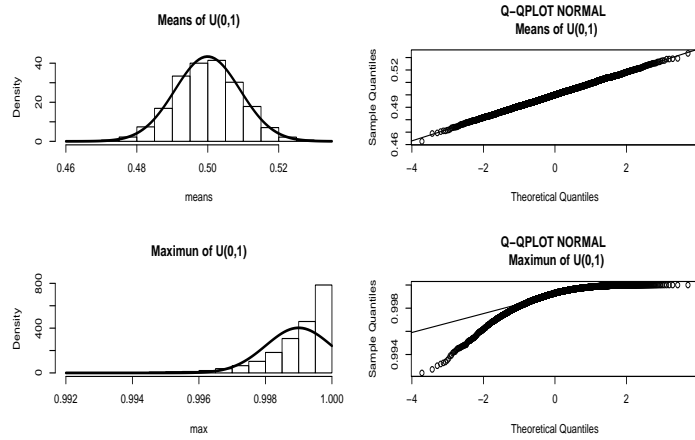 Means of U(0,1)
Density
0
20
40
0.46
0.48
0.50
0.52
means
Q−QPLOT NORMAL
Means of U(0,1)
Sample Quantiles
0.46
0.49
0.52
−4
−2
0
2
4
Theoretical Quantiles
Maximun of U(0,1)
Density
0
400
800
0.992
0.994
0.996
0.998
1.000
max
Q−QPLOT NORMAL
Maximun of U(0,1)
Sample Quantiles
0.994
0.998
−4
−2
0
2
4
Theoretical Quantiles